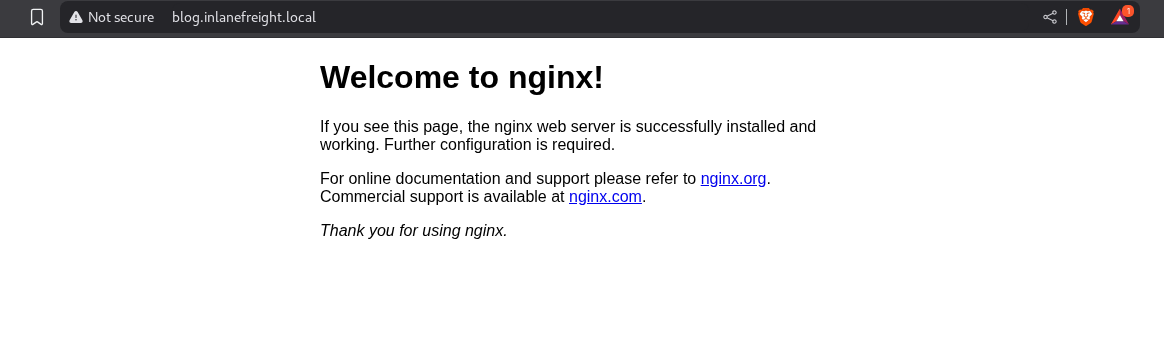 Not secure blog.inlanefreight.local 1
Welcome to nginx!
If you see this page, the nginx web server is successfully installed and
working. Further configuration is required.
For online documentation and support please refer to nginx.org.
Commercial support is available at nginx.com.
Thank you for using nginx.